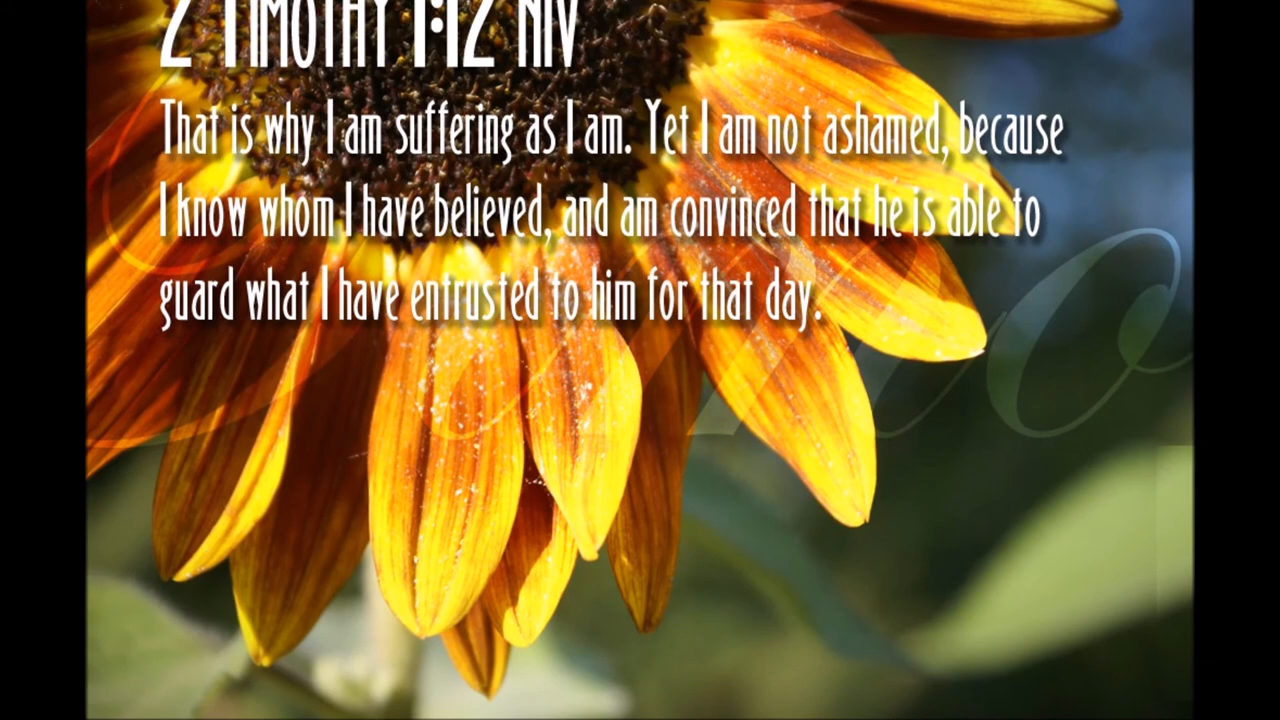 2 Timothy 1:12 NIV
That is why I am suffering as I am. Yet I am not ashamed, because
I know whom I have believed, and am convinced that he is able to
guard what I have entrusted to him for that day.